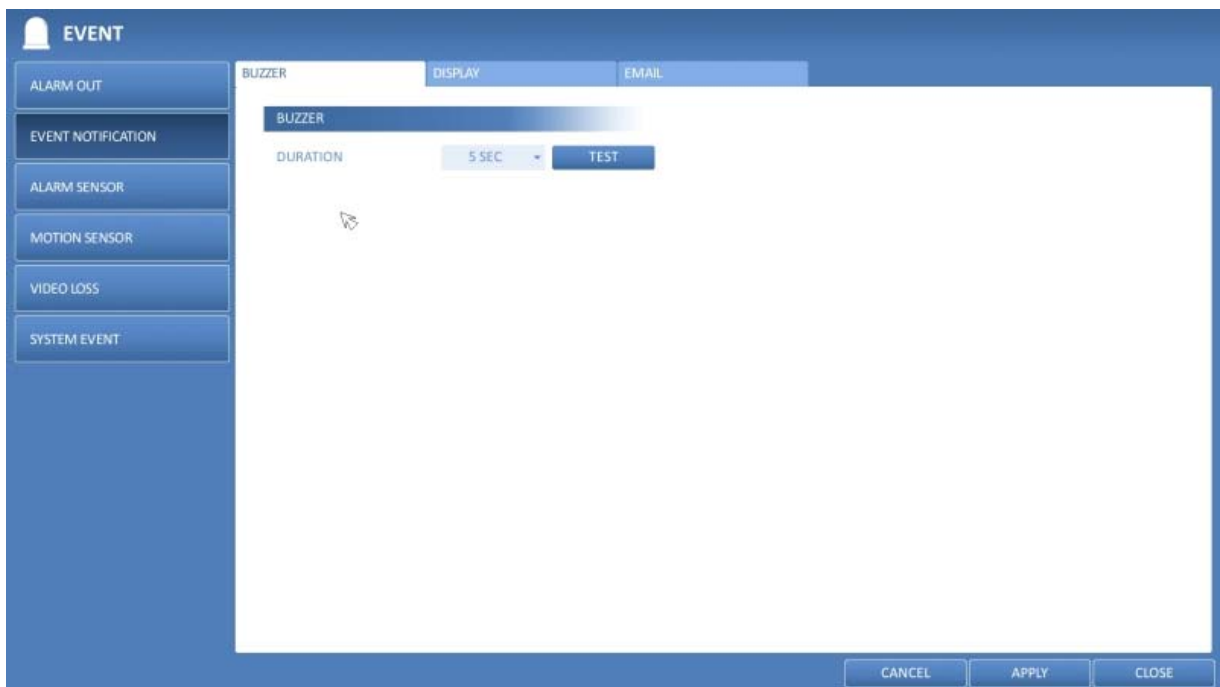 EVENT
ALARM OUT
EVENT NOTIFICATION
ALARM SENSOR
MOTION SENSOR
VIDEO LOSS
SYSTEM EVENT
BUZZER DISPLAY EMAIL
BUZZER
DURATION 5 SEC TEST
CANCEL APPLY CLOSE